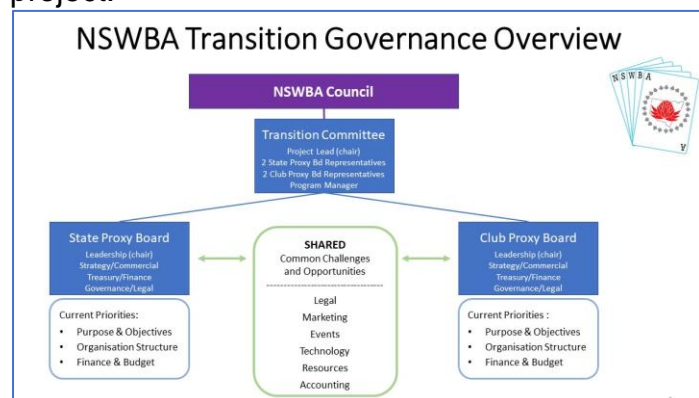 project.
NSWBA Transition Governance Overview
NSWBA
A
NSWBA Council
Transition Committee
Project Lead (chair)
2 State Proxy Bd Representatives
2 Club Proxy Bd Representatives
Program Manager
State Proxy Board
Leadership (chair)
Strategy/Commercial
Treasury/Finance
Governance/Legal
Current Priorities:
• Purpose & Objectives
• Organisation Structure
• Finance & Budget
SHARED
Common Challenges
and Opportunities
Legal
Marketing
Events
Technology
Resources
Accounting
Club Proxy Board
Leadership (chair)
Strategy/Commercial
Treasury/Finance
Governance/Legal
Current Priorities :
• Purpose & Objectives
• Organisation Structure
• Finance & Budget